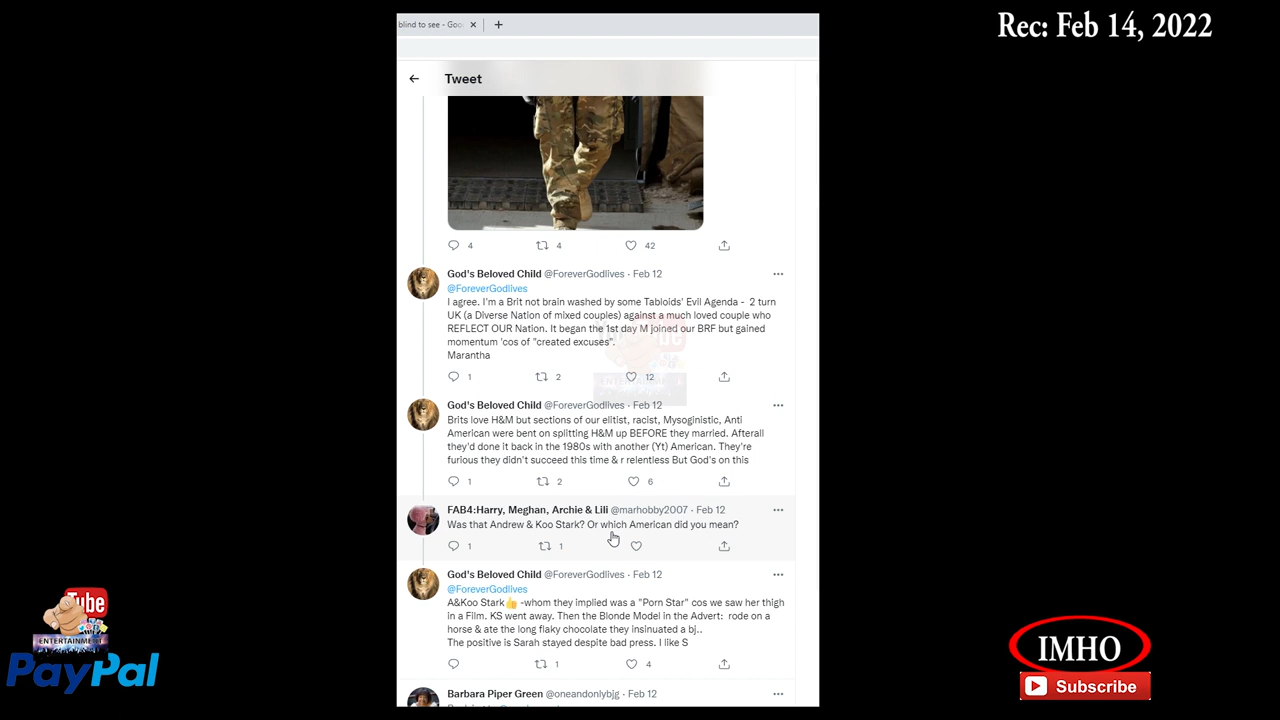 Rec: Feb 14, 2022
blind to see - Goo
Tweet
4 4 42
God's Beloved Child @ForeverGodlives · Feb 12
@ForeverGodlives
I agree. I'm a Brit not brain washed by some Tabloids' Evil Agenda - 2 turn
UK (a Diverse Nation of mixed couples) against a much loved couple who
REFLECT OUR Nation. It began the 1st day M joined our BRF but gained
momentum 'cos of "created excuses".
Marantha
1 2 12
God's Beloved Child @ForeverGodlives · Feb 12
Brits love H&M but sections of our elitist, racist, Mysoginistic, Anti
American were bent on splitting H&M up BEFORE they married. Afterall
they'd done it back in the 1980s with another (Yt) American. They're
furious they didn't succeed this time & r relentless But God's on this
1 2 6
FAB4:Harry, Meghan, Archie & Lili @marhobby2007 · Feb 12
Was that Andrew & Koo Stark? Or which American did you mean?
1 1
God's Beloved Child @ForeverGodlives · Feb 12
@ForeverGodlives
A&Koo Stark👍 -whom they implied was a "Porn Star" cos we saw her thigh
in a Film. KS went away. Then the Blonde Model in the Advert: rode on a
horse & ate the long flaky chocolate they insinuated a bj..
The positive is Sarah stayed despite bad press. I like S
1 4
Barbara Piper Green @oneandonlybjg · Feb 12
Tube
ENTERTAINMENT
PayPal
IMHO
Subscribe